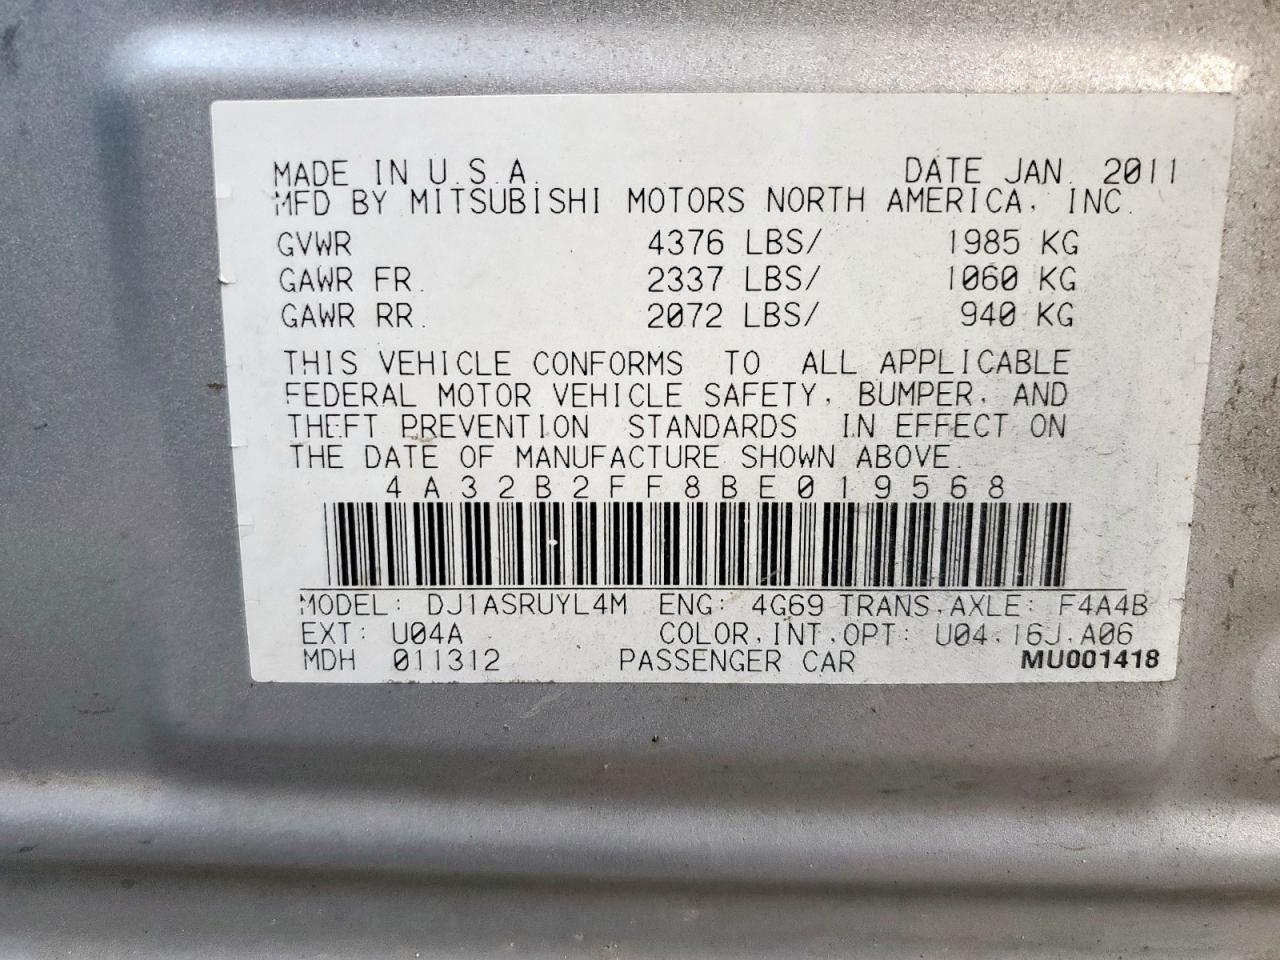 MADE IN U.S.A. DATE JAN. 2011
MFD BY MITSUBISHI MOTORS NORTH AMERICA, INC.
GVWR 4376 LBS/ 1985 KG
GAWR FR. 2337 LBS/ 1060 KG
GAWR RR. 2072 LBS/ 940 KG
THIS VEHICLE CONFORMS TO ALL APPLICABLE
FEDERAL MOTOR VEHICLE SAFETY, BUMPER, AND
THEFT PREVENTION STANDARDS IN EFFECT ON
THE DATE OF MANUFACTURE SHOWN ABOVE.
4A32B2FF8BE019568
MODEL: DJ1ASRUYL4M ENG: 4G69 TRANS.AXLE: F4A4B
EXT: U04A COLOR.INT.OPT: U04.16J.A06
MDH 011312 PASSENGER CAR MU001418